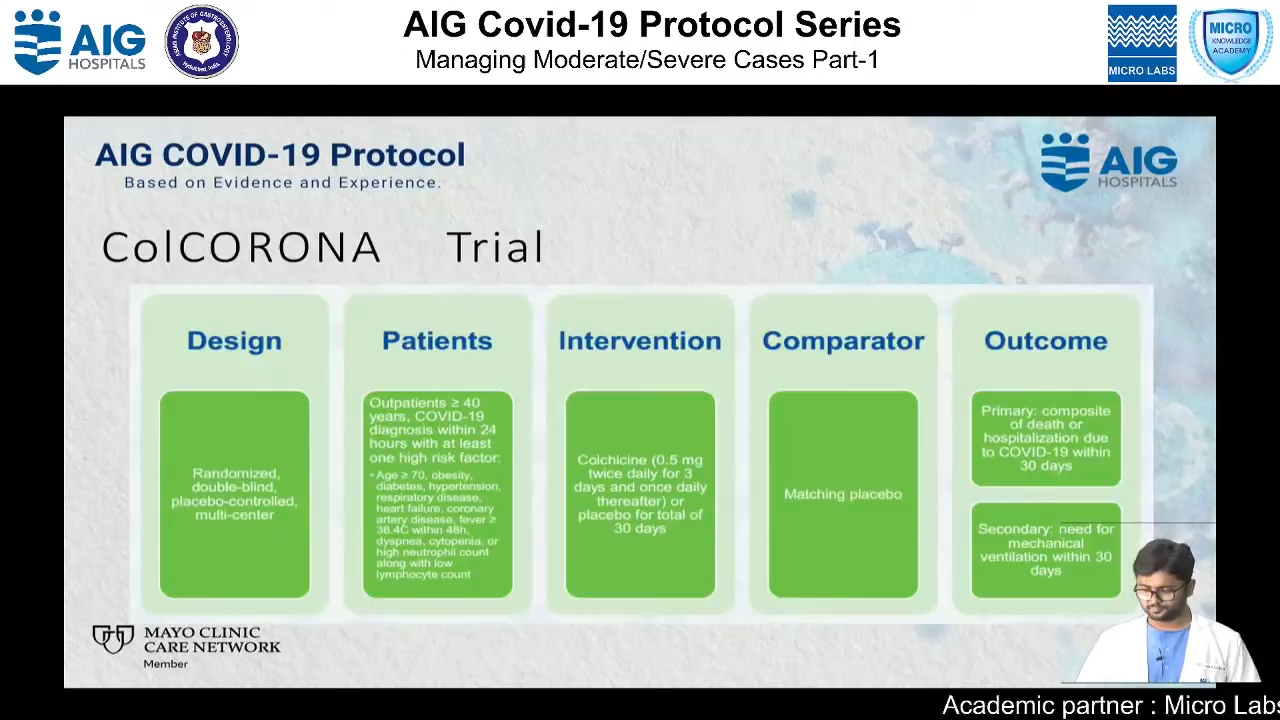 AIG
HOSPITALS
ASIAN INSTITUTE OF GASTROENTEROLOGY
AIG Covid-19 Protocol Series
Managing Moderate/Severe Cases Part-1
MICRO LABS
MICRO
KNOWLEDGE
ACADEMY
AIG COVID-19 Protocol
Based on Evidence and Experience.
AIG
HOSPITALS
ColCORONA Trial
Design
Randomized,
double-blind,
placebo-controlled,
multi-center
Patients
Outpatients ≥ 40
years, COVID-19
diagnosis within 24
hours with at least
one high risk factor:
• Age ≥ 70, obesity,
diabetes, hypertension,
respiratory disease,
heart failure, coronary
artery disease, fever ≥
38.4C within 48h,
dyspnea, cytopenia, or
high neutrophil count
along with low
lymphocyte count
Intervention
Colchicine (0.5 mg
twice daily for 3
days and once daily
thereafter) or
placebo for total of
30 days
Comparator
Matching placebo
Outcome
Primary: composite
of death or
hospitalization due
to COVID-19 within
30 days
Secondary: need for
mechanical
ventilation within 30
days
MAYO CLINIC
CARE NETWORK
Member
Academic partner : Micro Labs